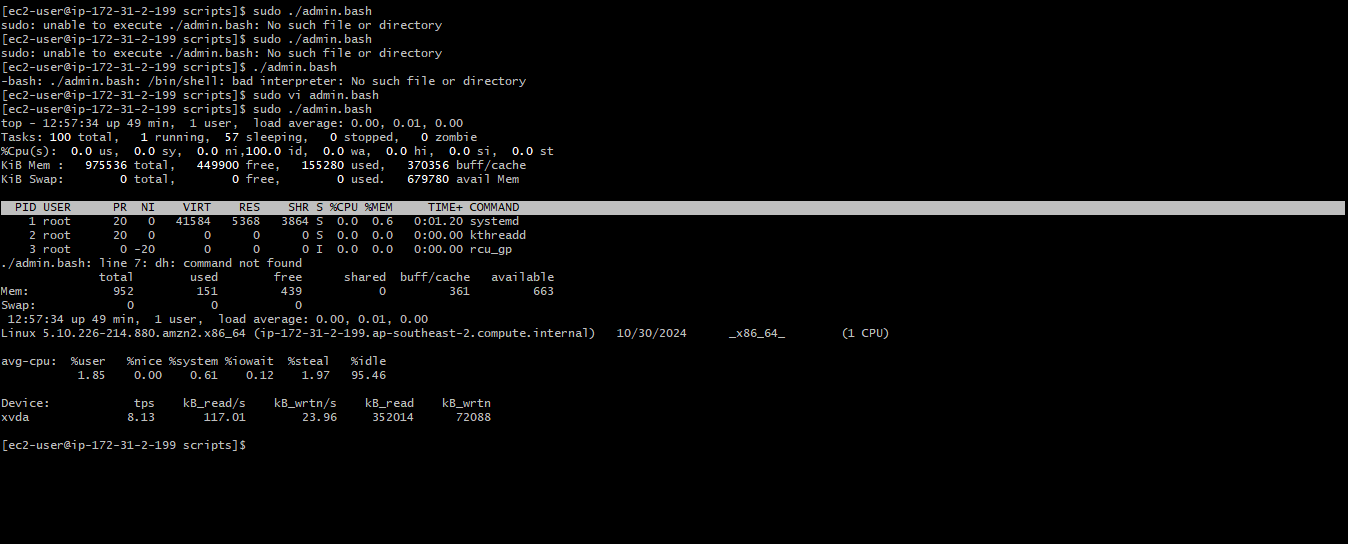 [ec2-user@ip-172-31-2-199 scripts]$ sudo ./admin.bash
sudo: unable to execute ./admin.bash: No such file or directory
[ec2-user@ip-172-31-2-199 scripts]$ sudo ./admin.bash
sudo: unable to execute ./admin.bash: No such file or directory
[ec2-user@ip-172-31-2-199 scripts]$ ./admin.bash
-bash: ./admin.bash: /bin/shell: bad interpreter: No such file or directory
[ec2-user@ip-172-31-2-199 scripts]$ sudo vi admin.bash
[ec2-user@ip-172-31-2-199 scripts]$ sudo ./admin.bash
top - 12:57:34 up 49 min,  1 user,  load average: 0.00, 0.01, 0.00
Tasks: 100 total,   1 running,  57 sleeping,   0 stopped,   0 zombie
%Cpu(s):  0.0 us,  0.0 sy,  0.0 ni,100.0 id,  0.0 wa,  0.0 hi,  0.0 si,  0.0 st
KiB Mem :   975536 total,   449900 free,   155280 used,   370356 buff/cache
KiB Swap:        0 total,        0 free,        0 used.   679780 avail Mem
  PID USER      PR  NI    VIRT    RES    SHR S %CPU %MEM     TIME+ COMMAND
    1 root      20   0   41584   5368   3864 S  0.0  0.6   0:01.20 systemd
    2 root      20   0       0      0      0 S  0.0  0.0   0:00.00 kthreadd
    3 root       0 -20       0      0      0 I  0.0  0.0   0:00.00 rcu_gp
./admin.bash: line 7: dh: command not found
              total        used        free      shared  buff/cache   available
Mem:            952         151         439           0         361         663
Swap:             0           0           0
 12:57:34 up 49 min,  1 user,  load average: 0.00, 0.01, 0.00
Linux 5.10.226-214.880.amzn2.x86_64 (ip-172-31-2-199.ap-southeast-2.compute.internal)   10/30/2024      _x86_64_        (1 CPU)
avg-cpu:  %user   %nice %system %iowait  %steal   %idle
           1.85    0.00    0.61    0.12    1.97   95.46
Device:            tps    kB_read/s    kB_wrtn/s    kB_read    kB_wrtn
xvda              8.13       117.01        23.96     352014      72088
[ec2-user@ip-172-31-2-199 scripts]$